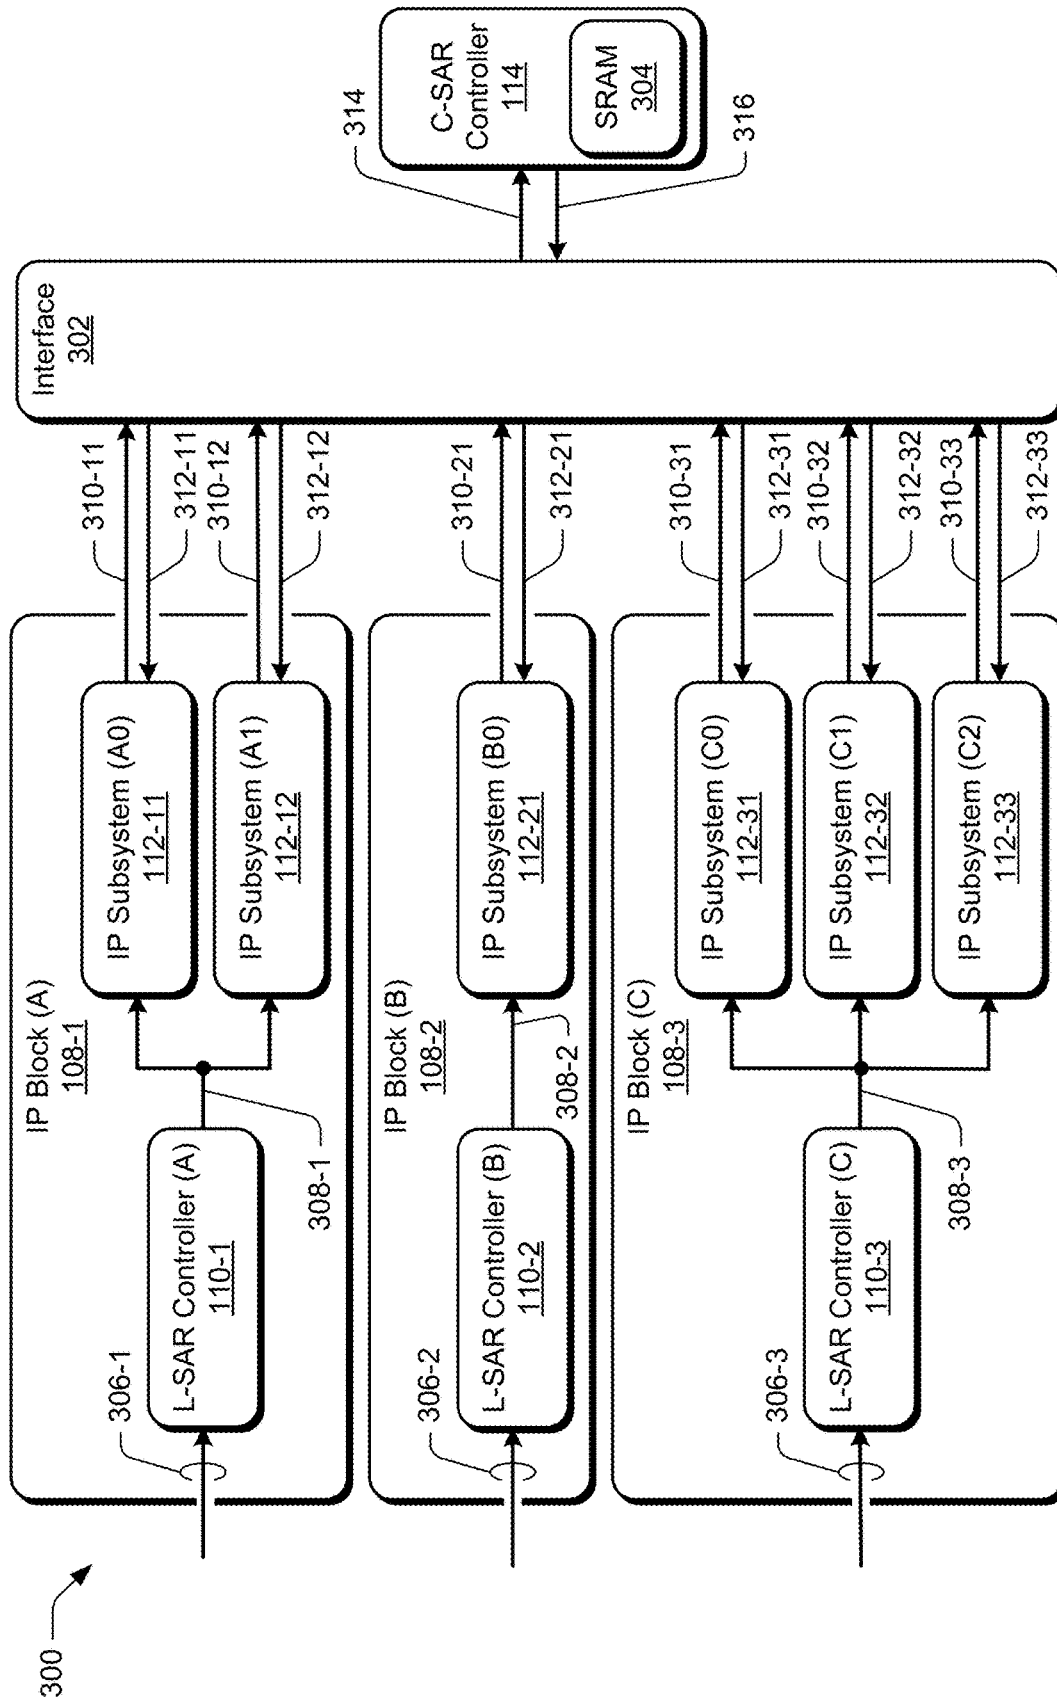 300
IP Block (A)
108-1
306-1
L-SAR Controller (A)
110-1
308-1
IP Subsystem (A0)
112-11
IP Subsystem (A1)
112-12
310-11
312-11
310-12
312-12
IP Block (B)
108-2
306-2
L-SAR Controller (B)
110-2
308-2
IP Subsystem (B0)
112-21
310-21
312-21
IP Block (C)
108-3
306-3
L-SAR Controller (C)
110-3
308-3
IP Subsystem (C0)
112-31
IP Subsystem (C1)
112-32
IP Subsystem (C2)
112-33
310-31
312-31
310-32
312-32
310-33
312-33
Interface
302
314
316
C-SAR
Controller
114
SRAM
304